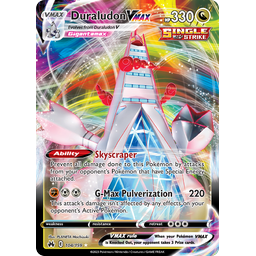 VMAX Duraludon VMAX HP 330
Evolves from Duraludon V
Gigantamax
SINGLE
STRIKE
Ability Skyscraper
Prevent all damage done to this Pokémon by attacks
from your opponent's Pokémon that have any
Special Energy attached to them.
G-Max Pulverization 220
This attack's damage isn't affected by any effects on
your opponent's Active Pokémon.
weakness resistance retreat
VMAX rule When your Pokémon VMAX
is Knocked Out, your opponent takes 3 Prize cards.